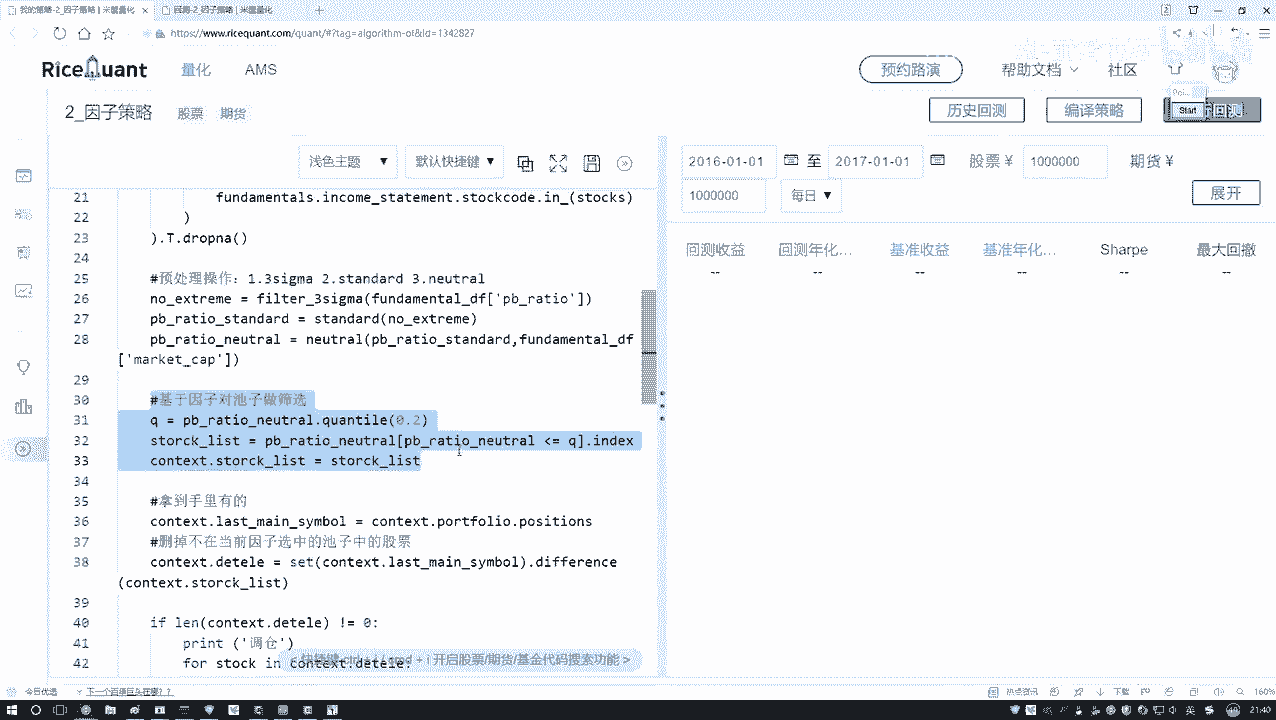 我的策略-2_因子策略 | 米筐量化
回测-2_因子策略 | 米筐量化
https://www.ricequant.com/quant/#?tag=algorithm-of&id=1342827
RiceQuant 量化 AMS 预约路演 帮助文档 社区
2_因子策略 股票 期货 历史回测 编译策略 Start
浅色主题 ▼ 默认快捷键 ▼
2016-01-01 至 2017-01-01 股票 ¥ 1000000 期货 ¥
1000000 每日 ▼ 展开
回测收益 回测年化... 基准收益 基准年化... Sharpe 最大回撤
-- -- -- -- -- --
21 fundamentals.income_statement.stockcode.in_(stocks)
22 )
23 ).T.dropna()
24
25 #预处理操作: 1.3sigma 2.standard 3.neutral
26 no_extreme = filter_3sigma(fundamental_df['pb_ratio'])
27 pb_ratio_standard = standard(no_extreme)
28 pb_ratio_neutral = neutral(pb_ratio_standard,fundamental_df
['market_cap'])
29
30 #基于因子对池子做筛选
31 q = pb_ratio_neutral.quantile(0.2)
32 storck_list = pb_ratio_neutral[pb_ratio_neutral <= q].index
33 context.storck_list = storck_list
34
35 #拿到手里有的
36 context.last_main_symbol = context.portfolio.positions
37 #删掉不在当前因子选中的池子中的股票
38 context.detele = set(context.last_main_symbol).difference
(context.storck_list)
39
40 if len(context.detele) != 0:
41 print ('调仓')
42 for stock in context.detele:
开启股票/期货/基金代码搜索功能 >
今日优选
热点资讯 下载 160%
21:40